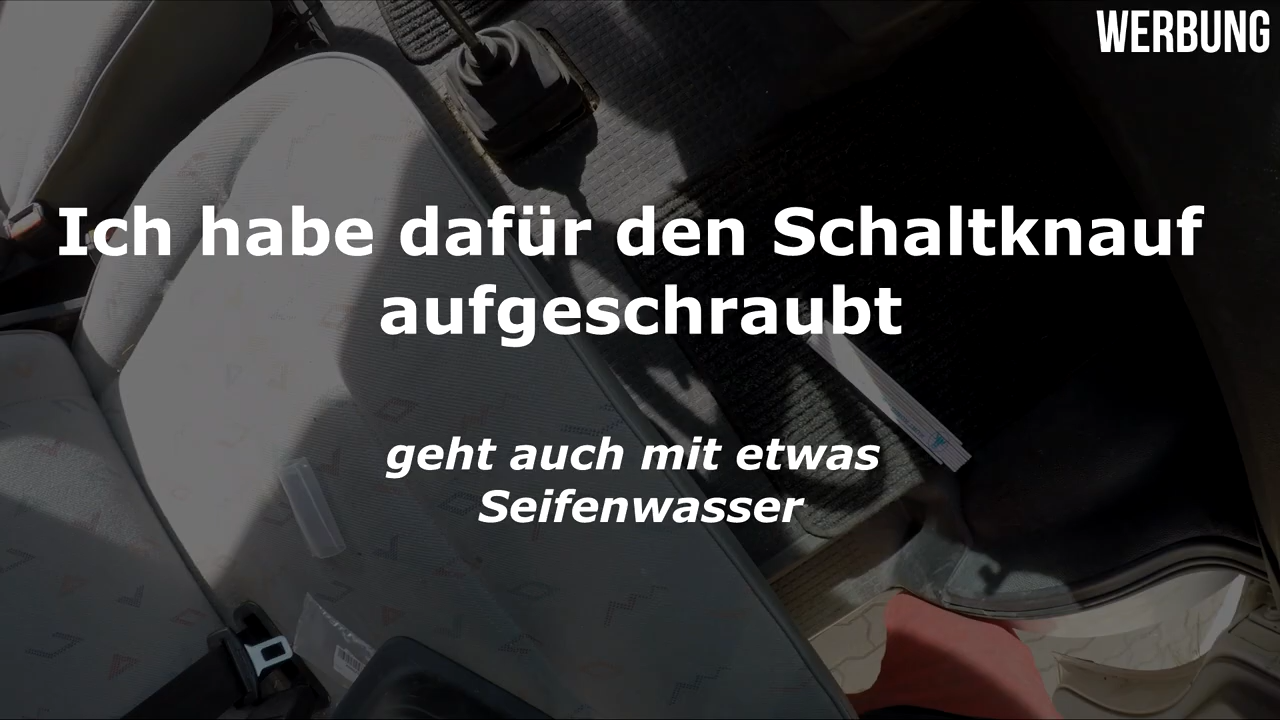 WERBUNG
Ich habe dafür den Schaltknauf
aufgeschraubt
geht auch mit etwas
Seifenwasser